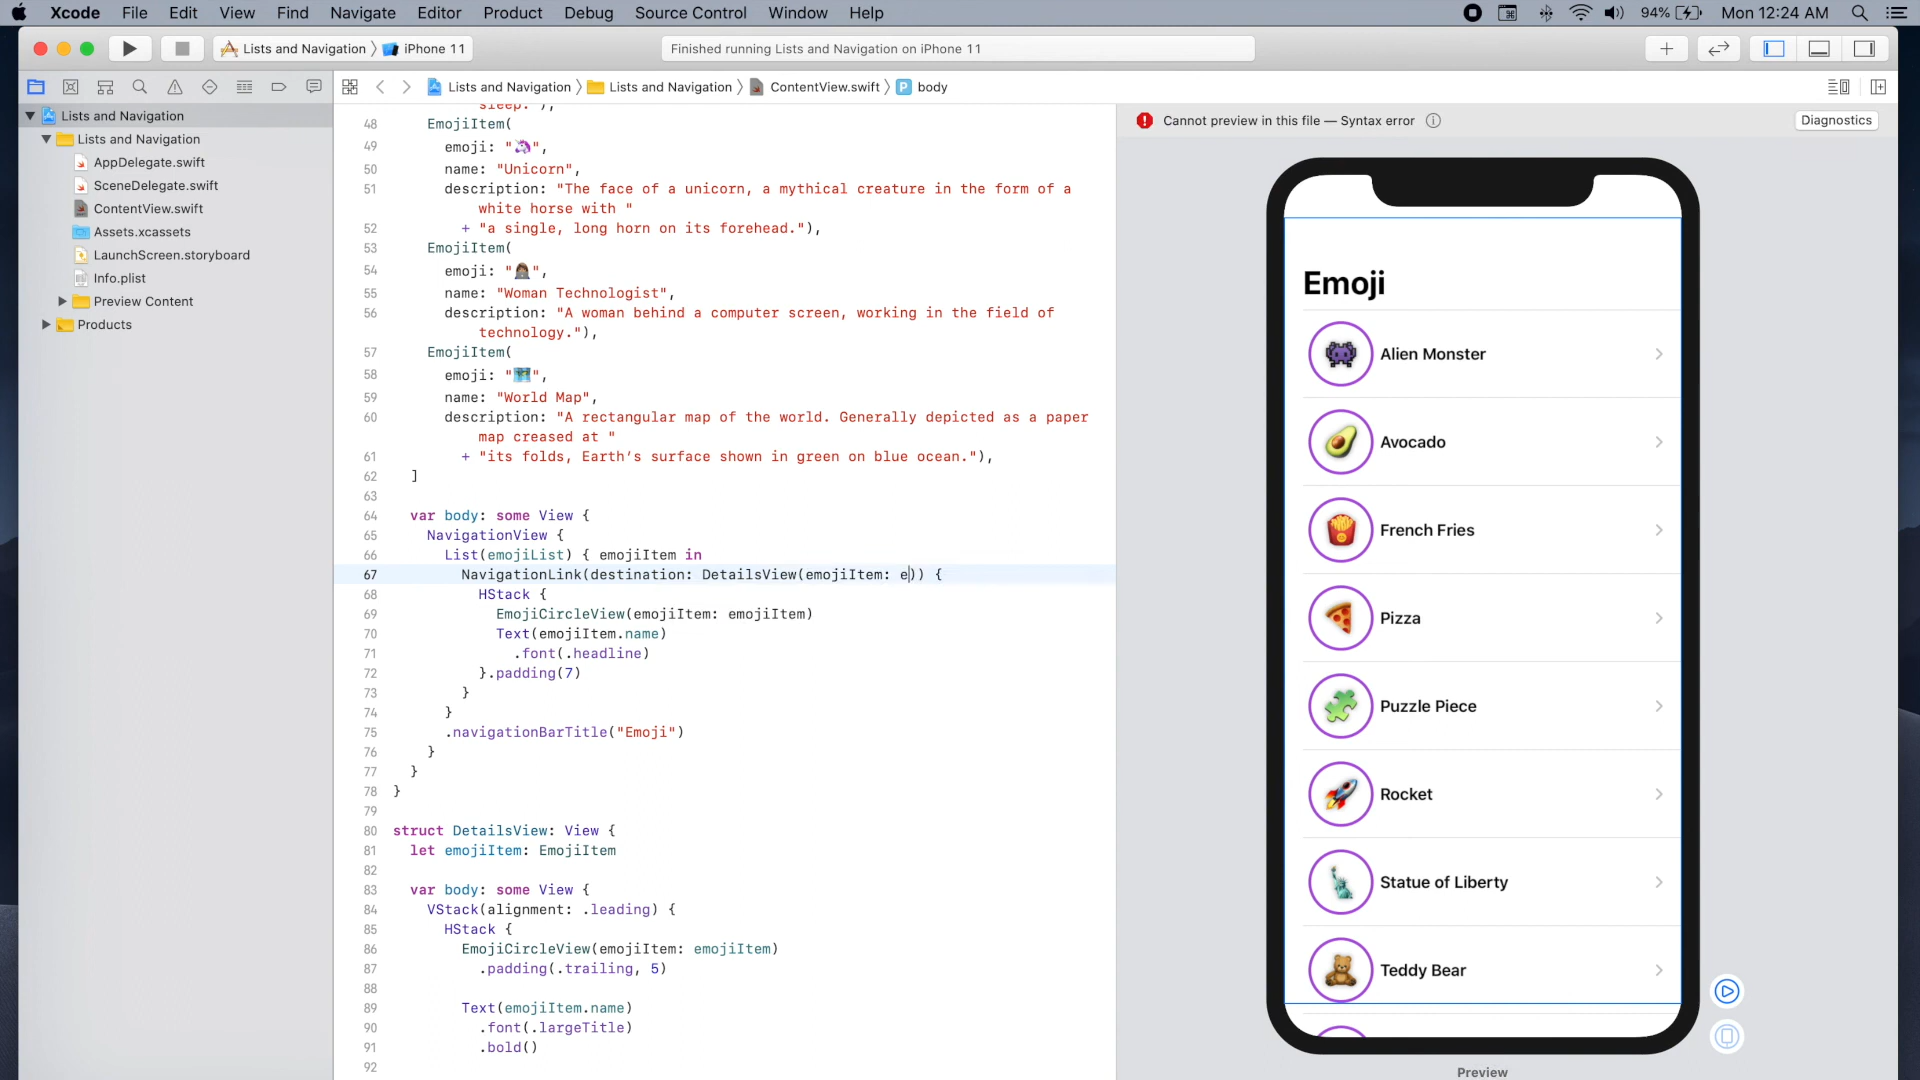 Xcode File Edit View Find Navigate Editor Product Debug Source Control Window Help 94% Mon 12:24 AM
Lists and Navigation iPhone 11 Finished running Lists and Navigation on iPhone 11
Lists and Navigation Lists and Navigation ContentView.swift body
Lists and Navigation
Lists and Navigation
AppDelegate.swift
SceneDelegate.swift
ContentView.swift
Assets.xcassets
LaunchScreen.storyboard
Info.plist
Preview Content
Products
sleep."),
48 EmojiItem(
49 emoji: "🦄",
50 name: "Unicorn",
51 description: "The face of a unicorn, a mythical creature in the form of a
white horse with "
52 + "a single, long horn on its forehead."),
53 EmojiItem(
54 emoji: "👩🏾‍💻",
55 name: "Woman Technologist",
56 description: "A woman behind a computer screen, working in the field of
technology."),
57 EmojiItem(
58 emoji: "🗺",
59 name: "World Map",
60 description: "A rectangular map of the world. Generally depicted as a paper
map creased at "
61 + "its folds, Earth's surface shown in green on blue ocean."),
62 ]
63
64 var body: some View {
65 NavigationView {
66 List(emojiList) { emojiItem in
67 NavigationLink(destination: DetailsView(emojiItem: e)) {
68 HStack {
69 EmojiCircleView(emojiItem: emojiItem)
70 Text(emojiItem.name)
71 .font(.headline)
72 }.padding(7)
73 }
74 }
75 .navigationBarTitle("Emoji")
76 }
77 }
78 }
79
80 struct DetailsView: View {
81 let emojiItem: EmojiItem
82
83 var body: some View {
84 VStack(alignment: .leading) {
85 HStack {
86 EmojiCircleView(emojiItem: emojiItem)
87 .padding(.trailing, 5)
88
89 Text(emojiItem.name)
90 .font(.largeTitle)
91 .bold()
92
Cannot preview in this file — Syntax error Diagnostics
Emoji
Alien Monster
Avocado
French Fries
Pizza
Puzzle Piece
Rocket
Statue of Liberty
Teddy Bear
Preview